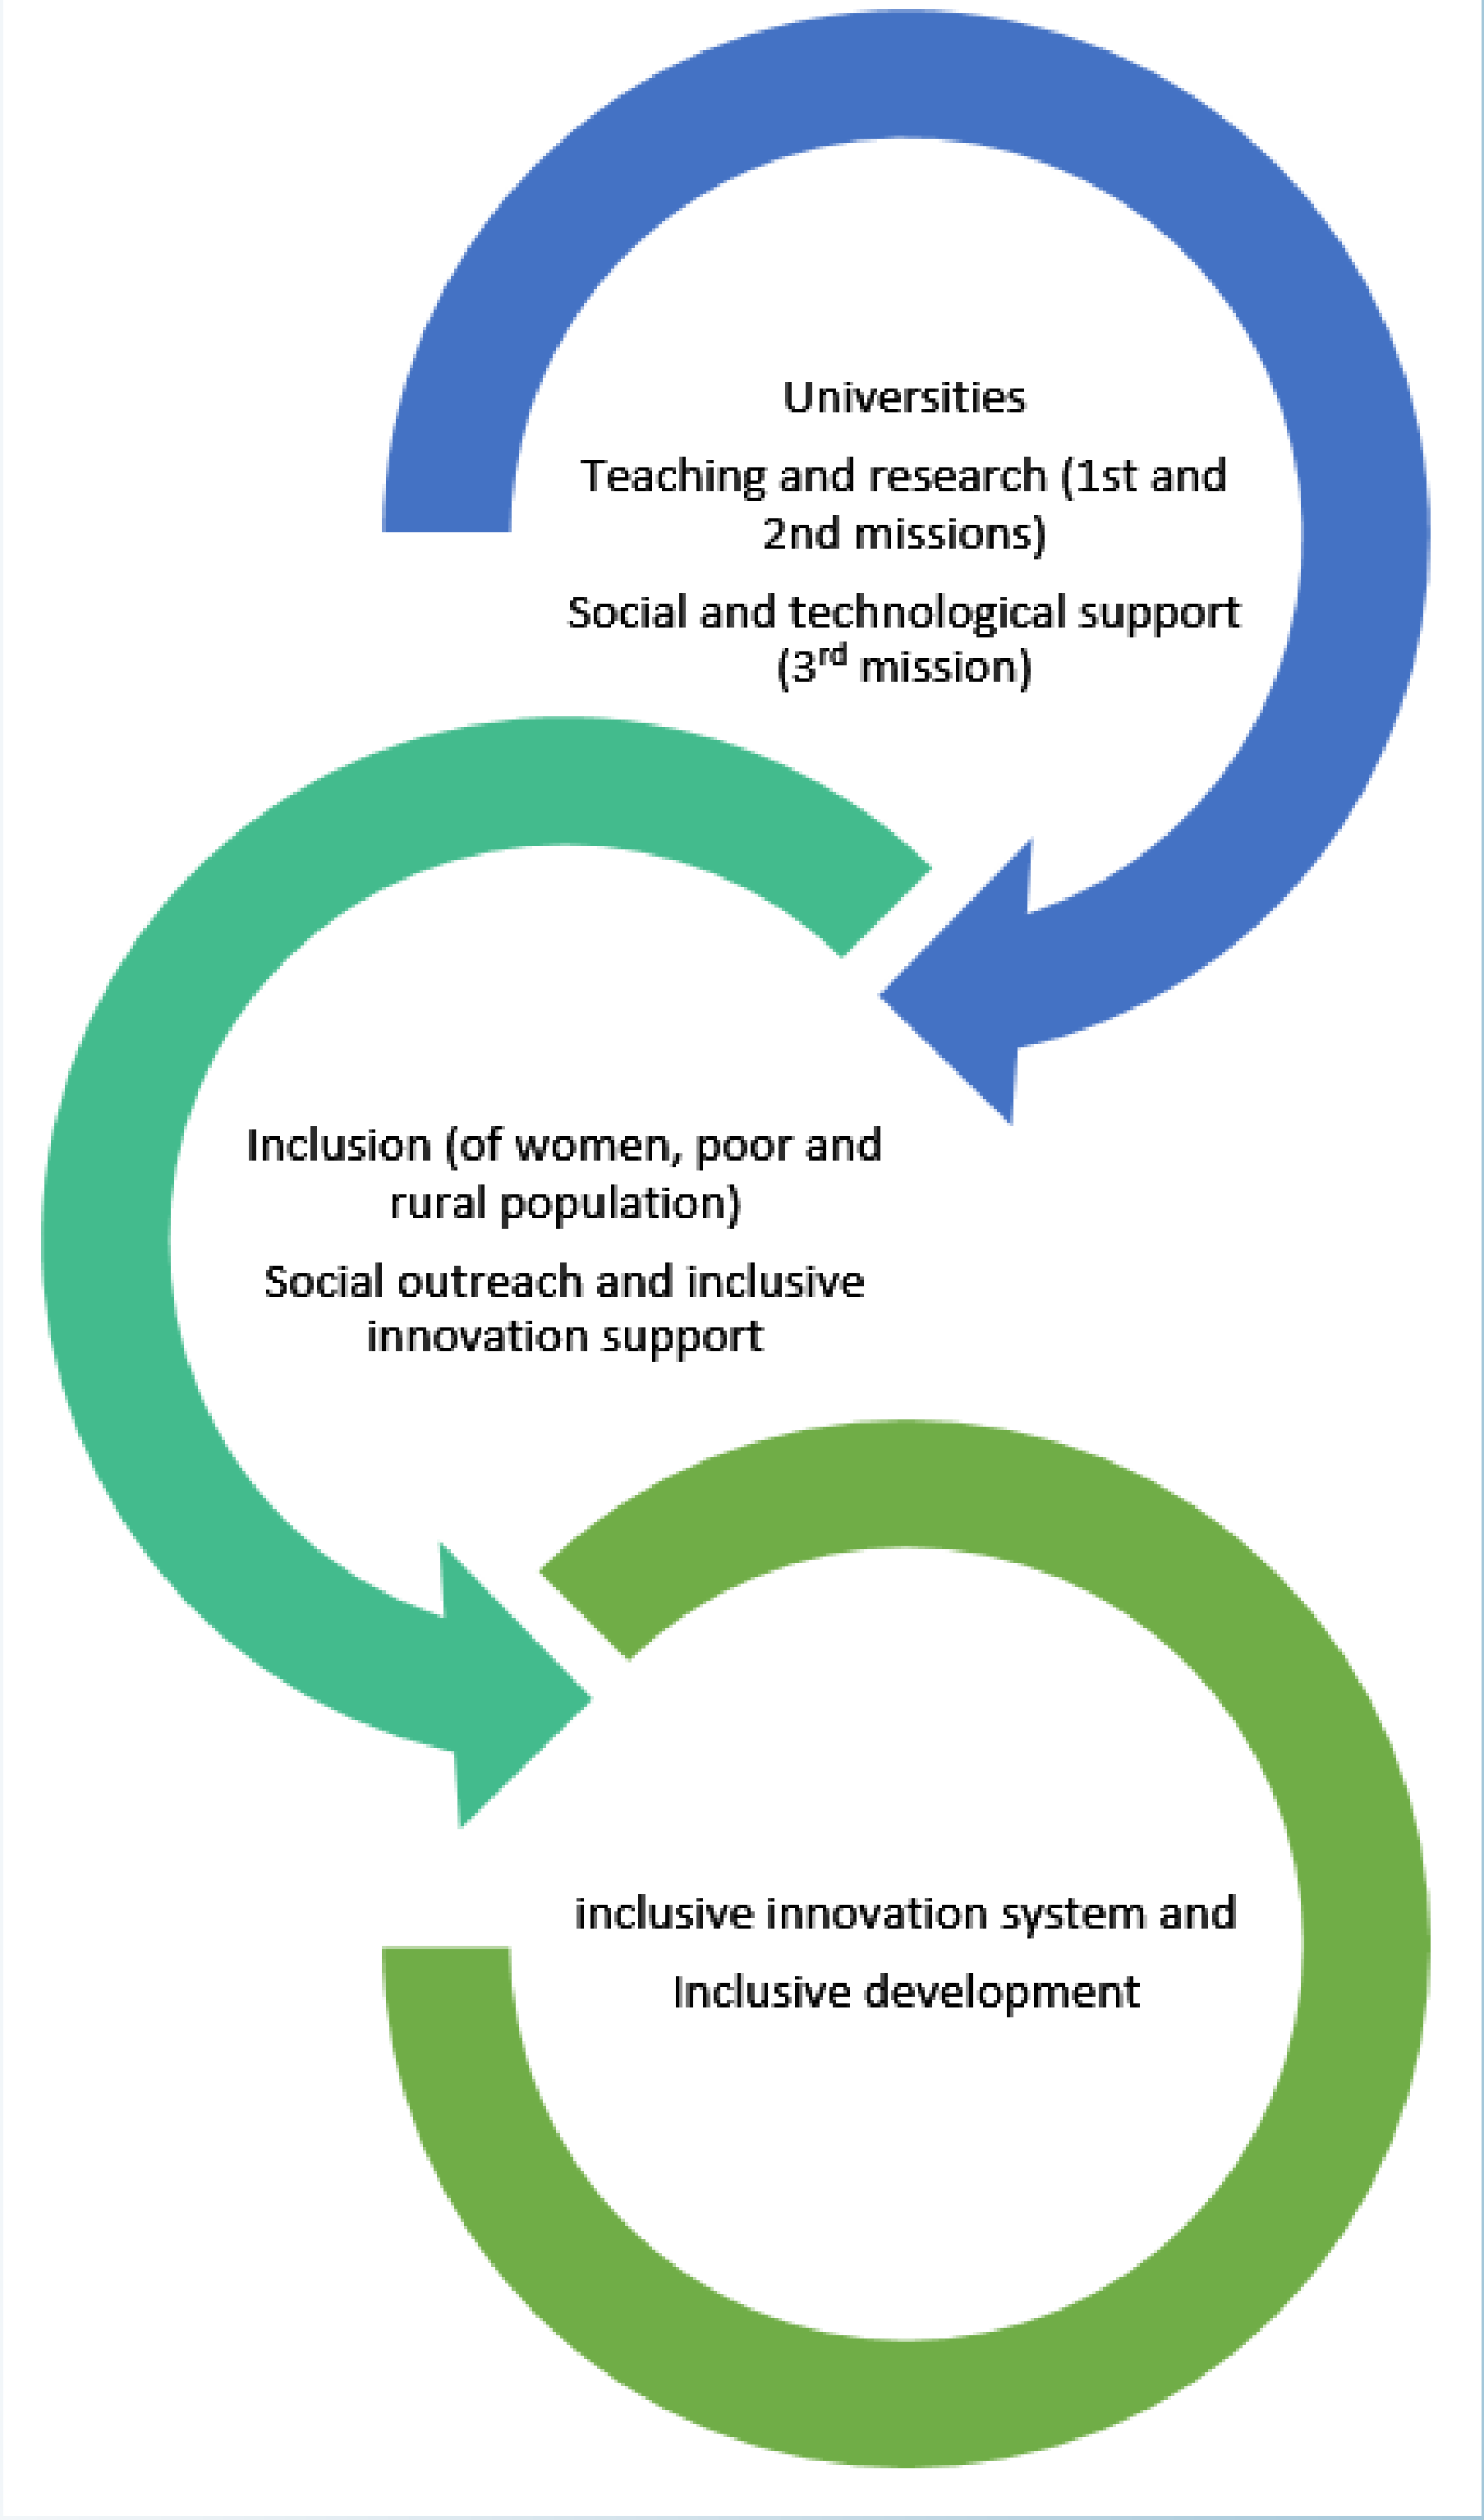 Universities
Teaching and research (1st and
2nd missions)
Social and technological support
(3rd mission)
Inclusion (of women, poor and
rural population)
Social outreach and inclusive
innovation support
inclusive innovation system and
Inclusive development